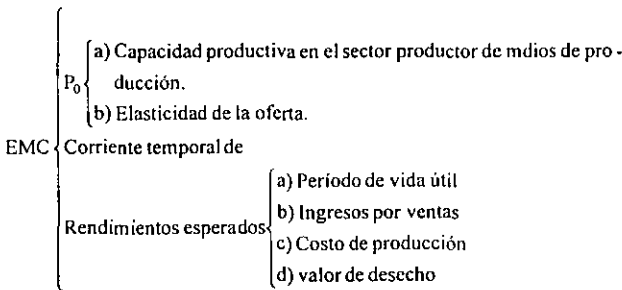 a) Capacidad productiva en el sector productor de mdios de pro-
P₀
ducción.
b) Elasticidad de la oferta.
EMC
Corriente temporal de
a) Período de vida útil
b) Ingresos por ventas
Rendimientos esperados
c) Costo de producción
d) valor de desecho